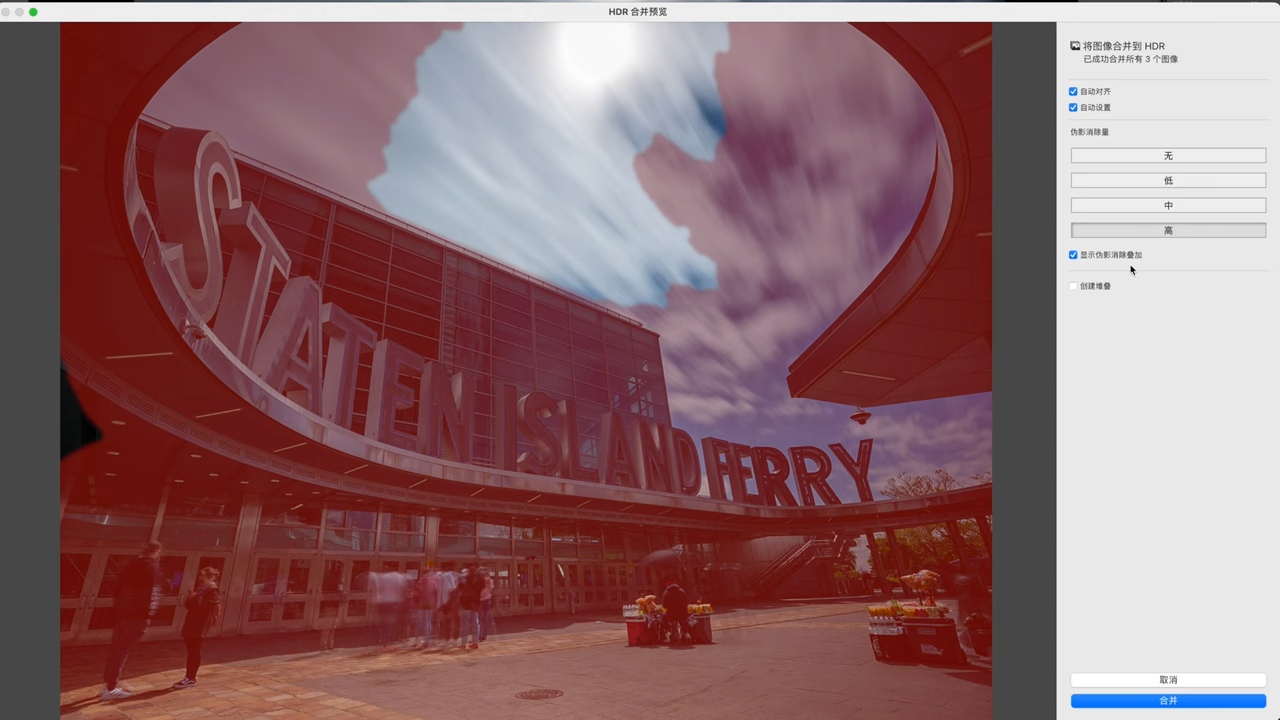 HDR 合并预览
将图像合并到 HDR
已成功合并所有 3 个图像
自动对齐
自动设置
伪影消除量
无
低
中
高
显示伪影消除叠加
创建堆叠
取消
合并
STATEN ISLAND FERRY